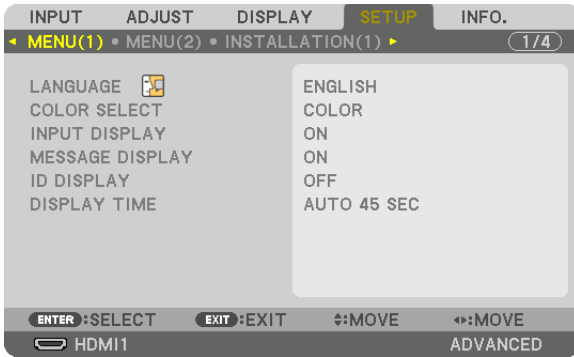 INPUT ADJUST DISPLAY SETUP INFO.
MENU(1) • MENU(2) • INSTALLATION(1) 1/4
LANGUAGE ENGLISH
COLOR SELECT COLOR
INPUT DISPLAY ON
MESSAGE DISPLAY ON
ID DISPLAY OFF
DISPLAY TIME AUTO 45 SEC
ENTER :SELECT EXIT :EXIT :MOVE :MOVE
HDMI1 ADVANCED